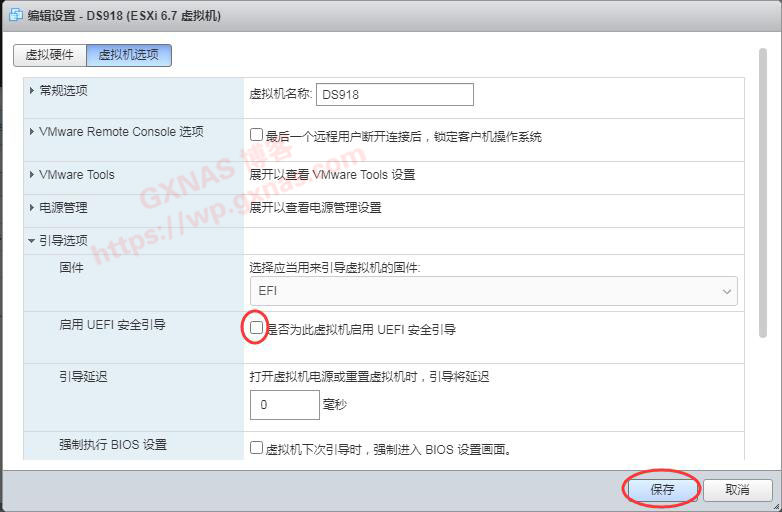 编辑设置 - DS918 (ESXi 6.7 虚拟机)
虚拟硬件 虚拟机选项
常规选项 虚拟机名称: DS918
VMware Remote Console 选项 最后一个远程用户断开连接后，锁定客户机操作系统
VMware Tools 展开以查看 VMware Tools 设置
电源管理 展开以查看电源管理设置
GXNAS 博客
https://wp.gxnas.com
引导选项
固件 选择应当用来引导虚拟机的固件:
EFI
启用 UEFI 安全引导 是否为此虚拟机启用 UEFI 安全引导
引导延迟 打开虚拟机电源或重置虚拟机时，引导将延迟
0 毫秒
强制执行 BIOS 设置 虚拟机下次引导时，强制进入 BIOS 设置画面。
保存 取消